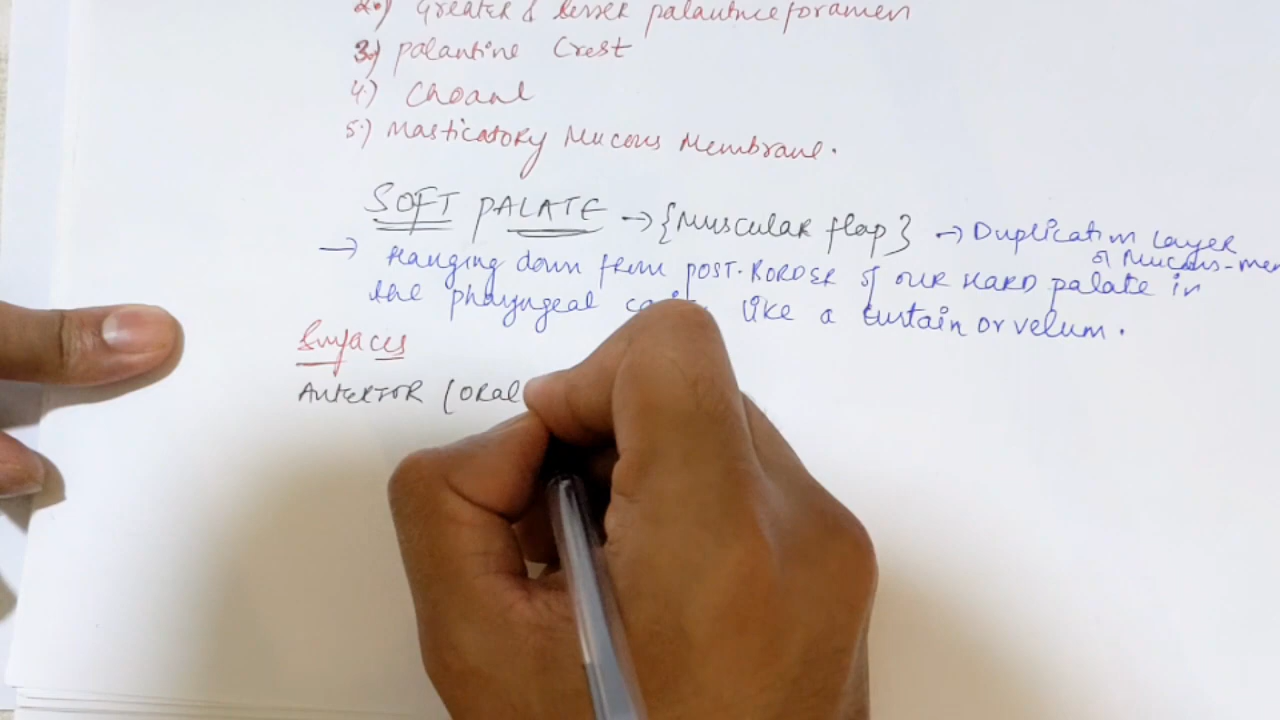 2.) Greater & lesser palantine foramen
3.) palantine Crest
4.) Choanl
5.) Masticatory Mucous Membrane.
SOFT PALATE → {Muscular flap} → Duplication Layer
of Mucous-mem
→ Hanging down from POST. BORDER of our HARD palate in
the pharyngeal like a curtain or velum.
Surfaces
ANTERIOR (ORal